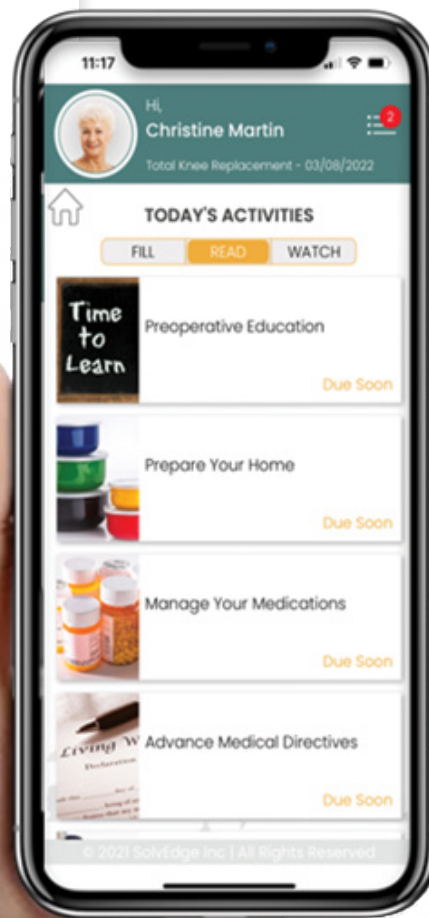 11:17
Hi,
Christine Martin
2
Total Knee Replacement - 03/08/2022
TODAY'S ACTIVITIES
FILL
READ
WATCH
Time
to
Learn
Preoperative Education
Due Soon
Prepare Your Home
Due Soon
Manage Your Medications
Due Soon
Living W
Declaration
Advance Medical Directives
Due Soon
© 2021 SolvEdge Inc | All Rights Reserved